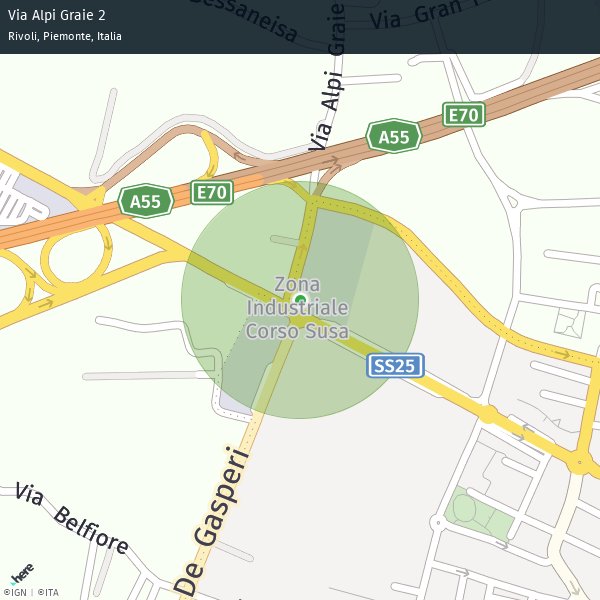 Via Alpi Graie 2
Rivoli, Piemonte, Italia
Bessaneisa
Via Gran
Via Alpi Graie
E70
A55
E70
A55
Zona
Industriale
Corso Susa
SS25
De Gasperi
Via Belfiore
here
©IGN | ©ITA